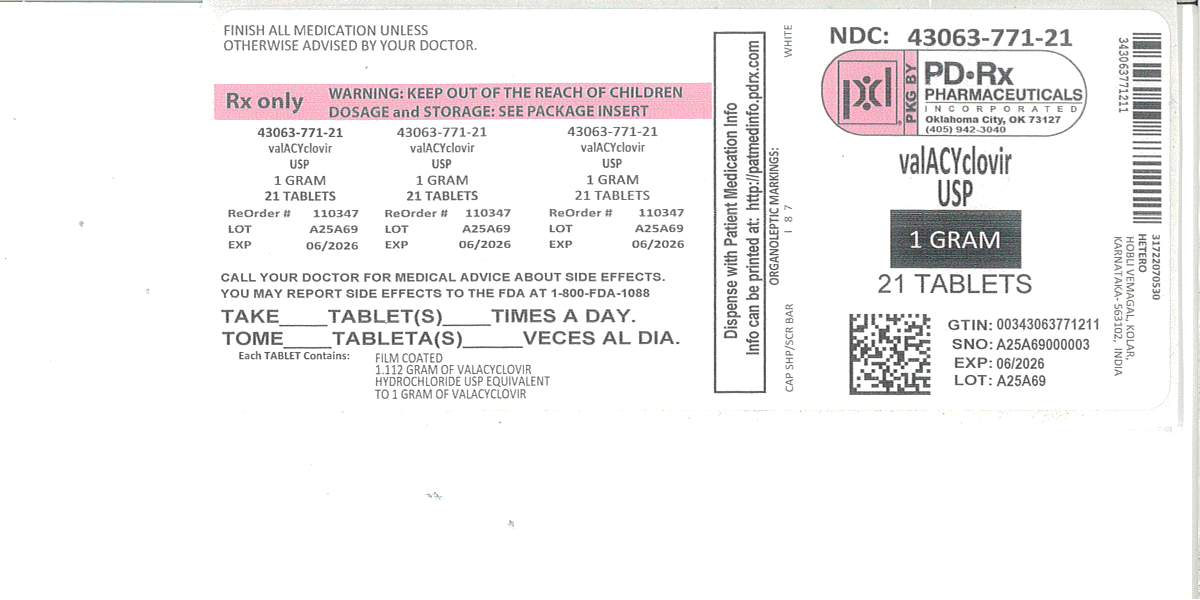 FINISH ALL MEDICATION UNLESS
OTHERWISE ADVISED BY YOUR DOCTOR.
Rx only
WARNING: KEEP OUT OF THE REACH OF CHILDREN
DOSAGE and STORAGE: SEE PACKAGE INSERT
43063-771-21 43063-771-21 43063-771-21
valACYclovir valACYclovir valACYclovir
USP USP USP
1 GRAM 1 GRAM 1 GRAM
21 TABLETS 21 TABLETS 21 TABLETS
ReOrder # 110347 ReOrder # 110347 ReOrder # 110347
LOT A25A69 LOT A25A69 LOT A25A69
EXP 06/2026 EXP 06/2026 EXP 06/2026
CALL YOUR DOCTOR FOR MEDICAL ADVICE ABOUT SIDE EFFECTS.
YOU MAY REPORT SIDE EFFECTS TO THE FDA AT 1-800-FDA-1088
TAKE____TABLET(S)____TIMES A DAY.
TOME____TABLETA(S)_____VECES AL DIA.
Each TABLET Contains:
FILM COATED
1.112 GRAM OF VALACYCLOVIR
HYDROCHLORIDE USP EQUIVALENT
TO 1 GRAM OF VALACYCLOVIR
Dispense with Patient Medication Info
Info can be printed at: http://patmedinfo.pdrx.com
ORGANOLEPTIC MARKINGS:
CAP SHP/SCR BAR I 87 WHITE
NDC: 43063-771-21
PKG BY
PD•Rx
PHARMACEUTICALS
INCORPORATED
Oklahoma City, OK 73127
(405) 942-3040
valACYclovir
USP
1 GRAM
21 TABLETS
GTIN: 00343063771211
SNO: A25A69000003
EXP: 06/2026
LOT: A25A69
343063771211
31722070530
HETERO
HOBLI VEMAGAL, KOLAR,
KARNATAKA- 563102, INDIA